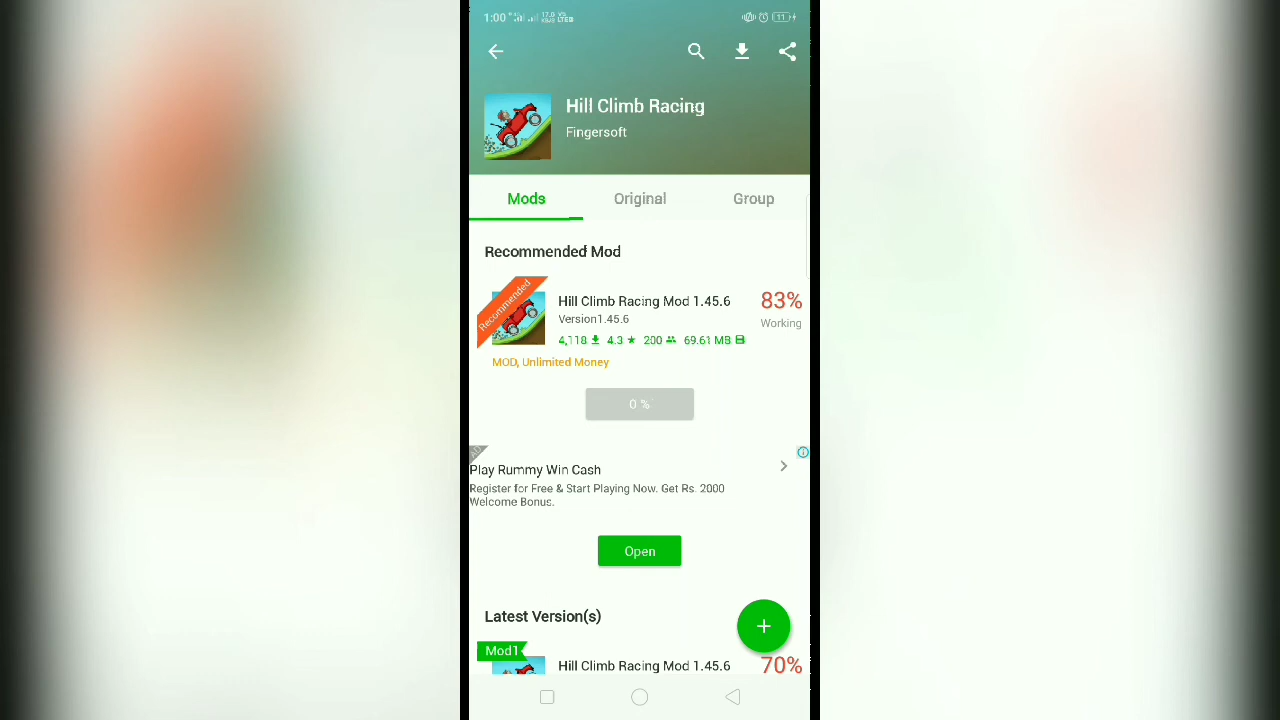 1:00
11
Hill Climb Racing
Fingersoft
Mods Original Group
Recommended Mod
Recommended
Hill Climb Racing Mod 1.45.6
83%
Version1.45.6
Working
4,118 4.3 200 69.61 MB
MOD, Unlimited Money
0 %
AD
Play Rummy Win Cash
Register for Free & Start Playing Now. Get Rs. 2000
Welcome Bonus.
Open
Latest Version(s)
+
Mod1
Hill Climb Racing Mod 1.45.6
70%